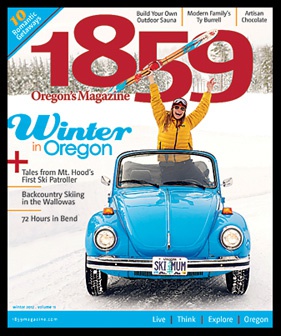 10
Romantic
Getaways
Build Your Own
Outdoor Sauna
Modern Family's
Ty Burrell
Artisan
Chocolate
1859
Oregon's Magazine
Winter
in Oregon
+
Tales from Mt. Hood's
First Ski Patroller
Backcountry Skiing
in the Wallowas
72 Hours in Bend
SKI MUM
1859magazine.com
Live | Think | Explore | Oregon